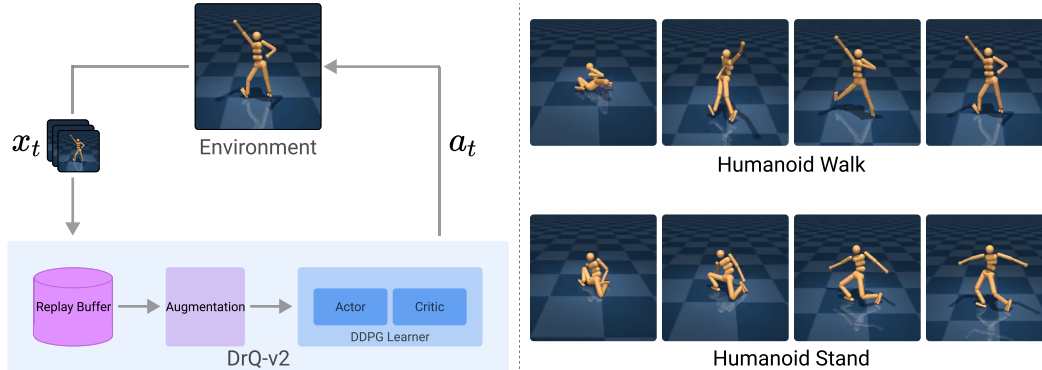 Environment
x_t
a_t
Replay Buffer
Augmentation
Actor
Critic
DDPG Learner
DrQ-v2
Humanoid Walk
Humanoid Stand